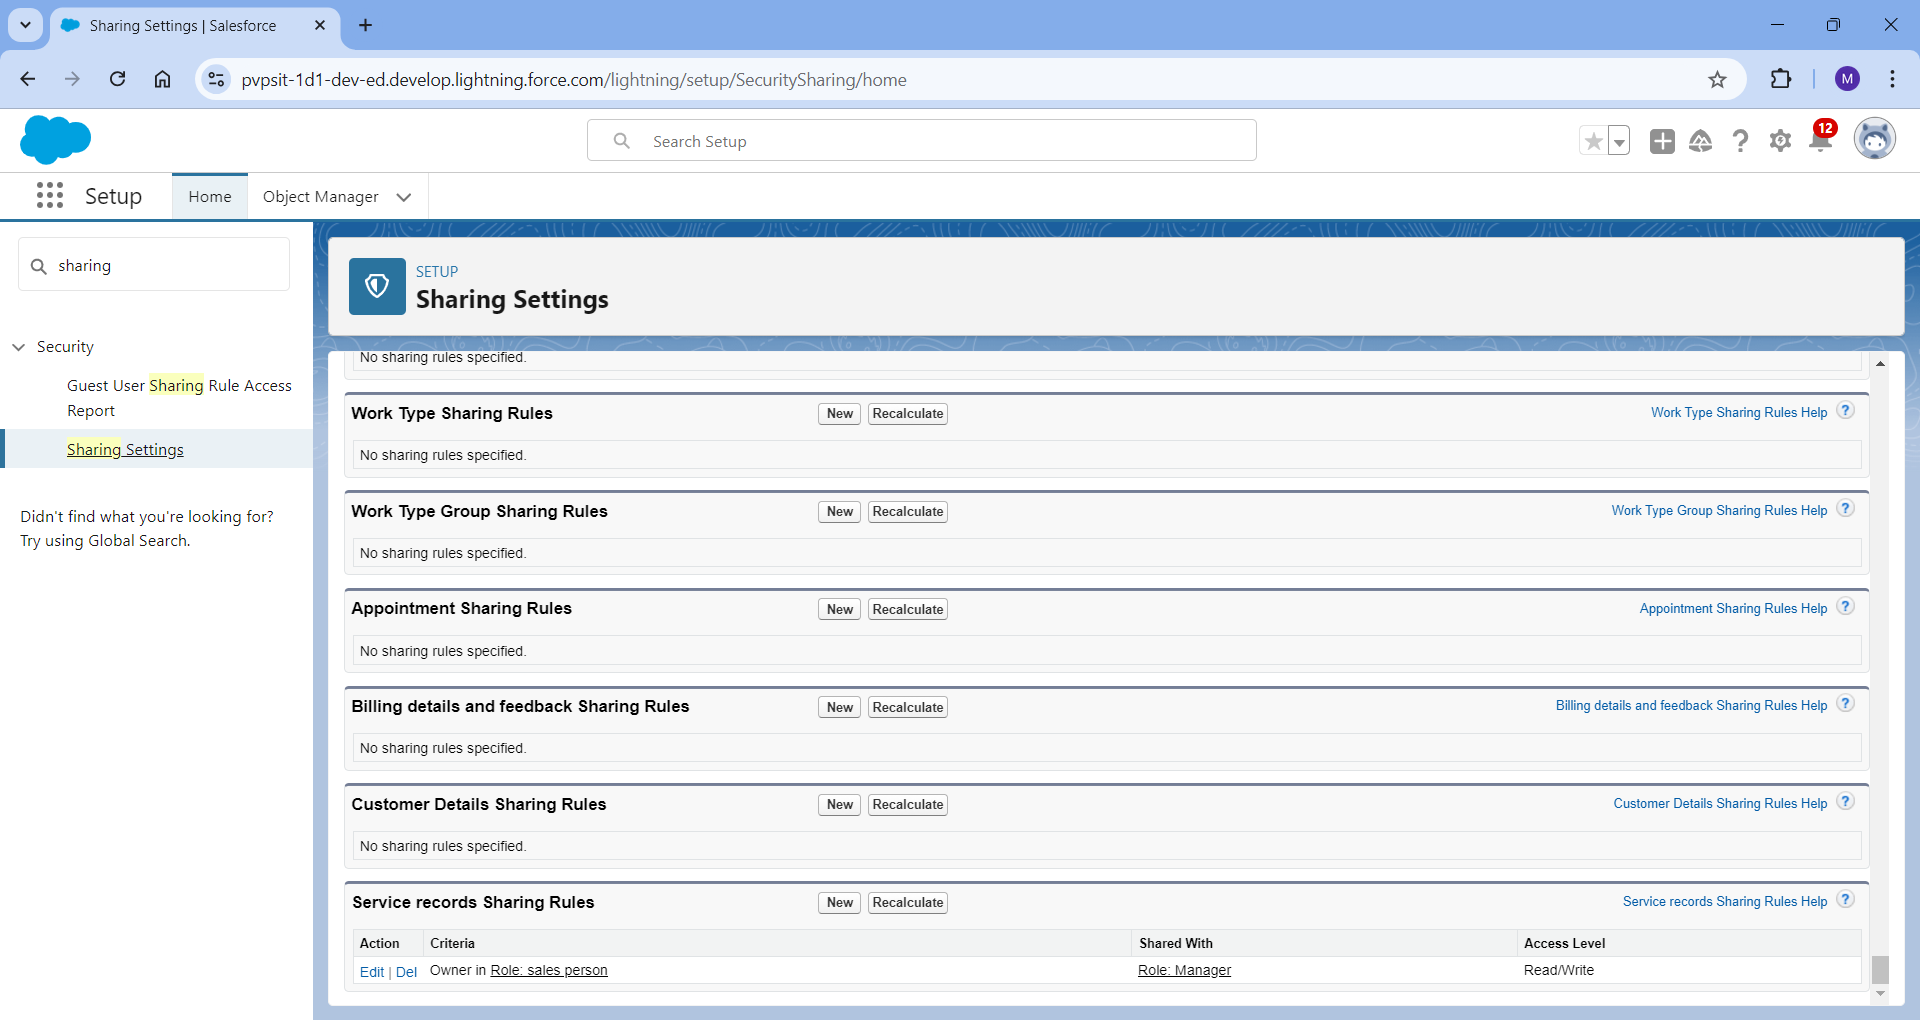 Sharing Settings | Salesforce
pvpsit-1d1-dev-ed.develop.lightning.force.com/lightning/setup/SecuritySharing/home
M
Search Setup
12
Setup
Home
Object Manager
sharing
Security
Guest User Sharing Rule Access
Report
Sharing Settings
Didn't find what you're looking for?
Try using Global Search.
SETUP
Sharing Settings
No sharing rules specified.
Work Type Sharing Rules New Recalculate Work Type Sharing Rules Help ?
No sharing rules specified.
Work Type Group Sharing Rules New Recalculate Work Type Group Sharing Rules Help ?
No sharing rules specified.
Appointment Sharing Rules New Recalculate Appointment Sharing Rules Help ?
No sharing rules specified.
Billing details and feedback Sharing Rules New Recalculate Billing details and feedback Sharing Rules Help ?
No sharing rules specified.
Customer Details Sharing Rules New Recalculate Customer Details Sharing Rules Help ?
No sharing rules specified.
Service records Sharing Rules New Recalculate Service records Sharing Rules Help ?
Action Criteria Shared With Access Level
Edit | Del Owner in Role: sales person Role: Manager Read/Write